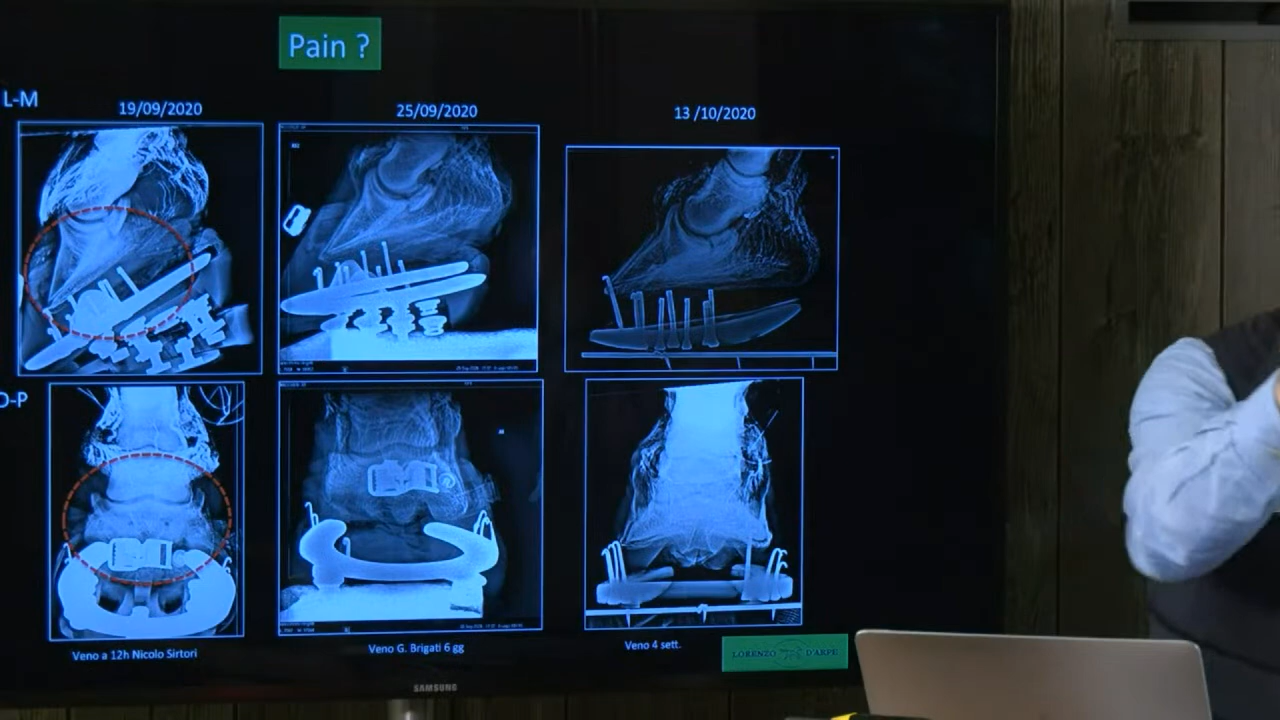 Pain ?
L-M
19/09/2020
25/09/2020
13 /10/2020
D-P
Veno a 12h Nicolo Sirtori
Veno G. Brigati 6 gg
Veno 4 sett.
LORENZO D'ARPE
SAMSUNG